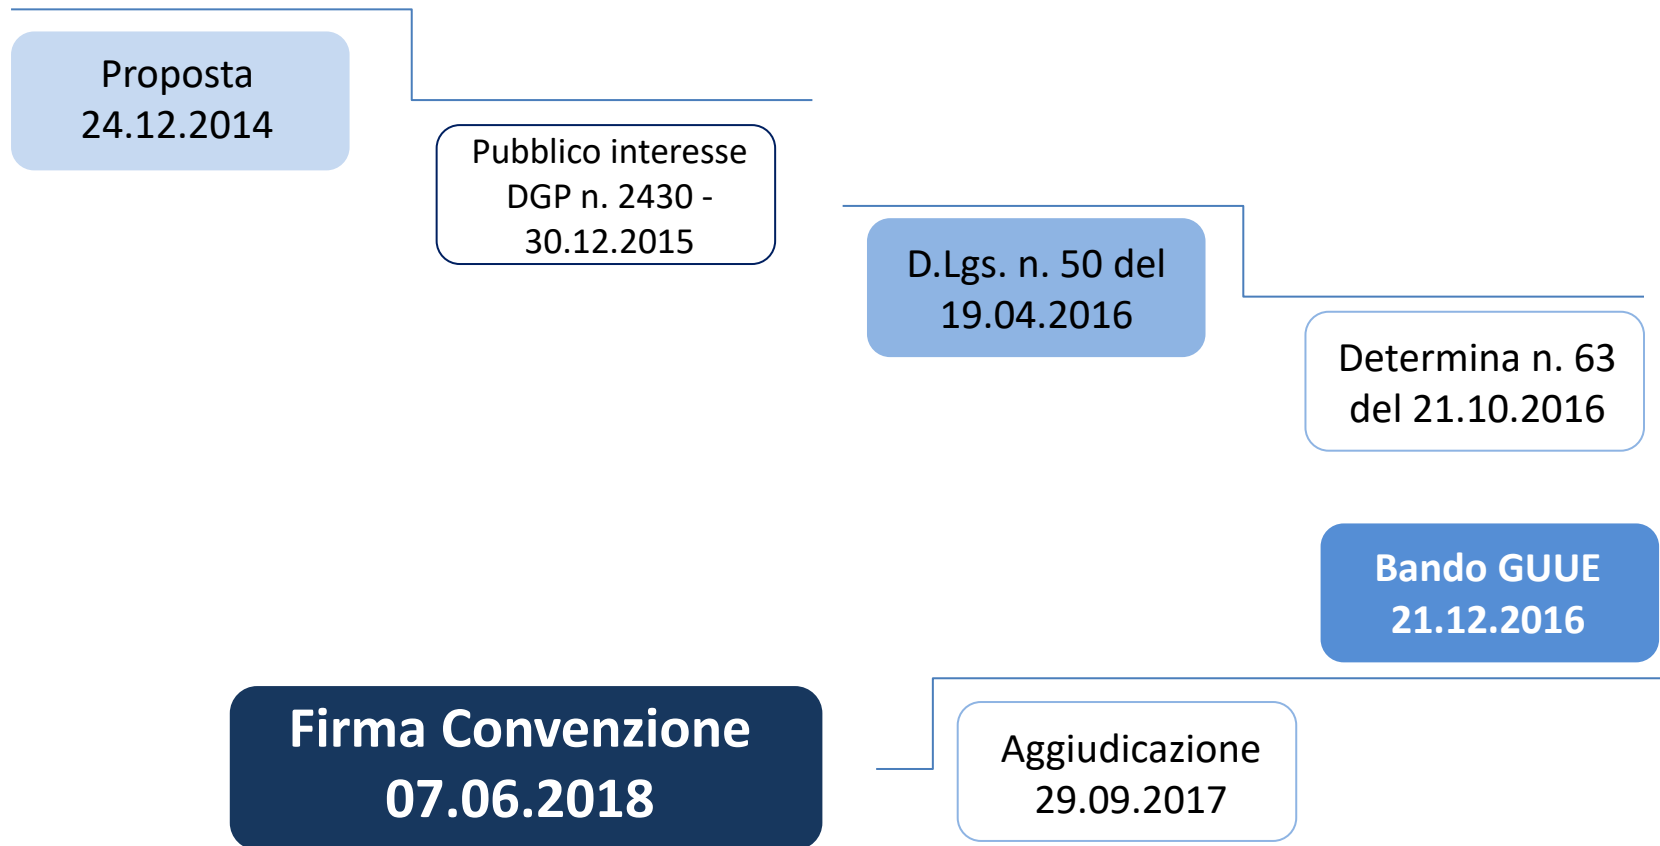 Proposta
24.12.2014
Pubblico interesse
DGP n. 2430 -
30.12.2015
D.Lgs. n. 50 del
19.04.2016
Determina n. 63
del 21.10.2016
Bando GUUE
21.12.2016
Aggiudicazione
29.09.2017
Firma Convenzione
07.06.2018